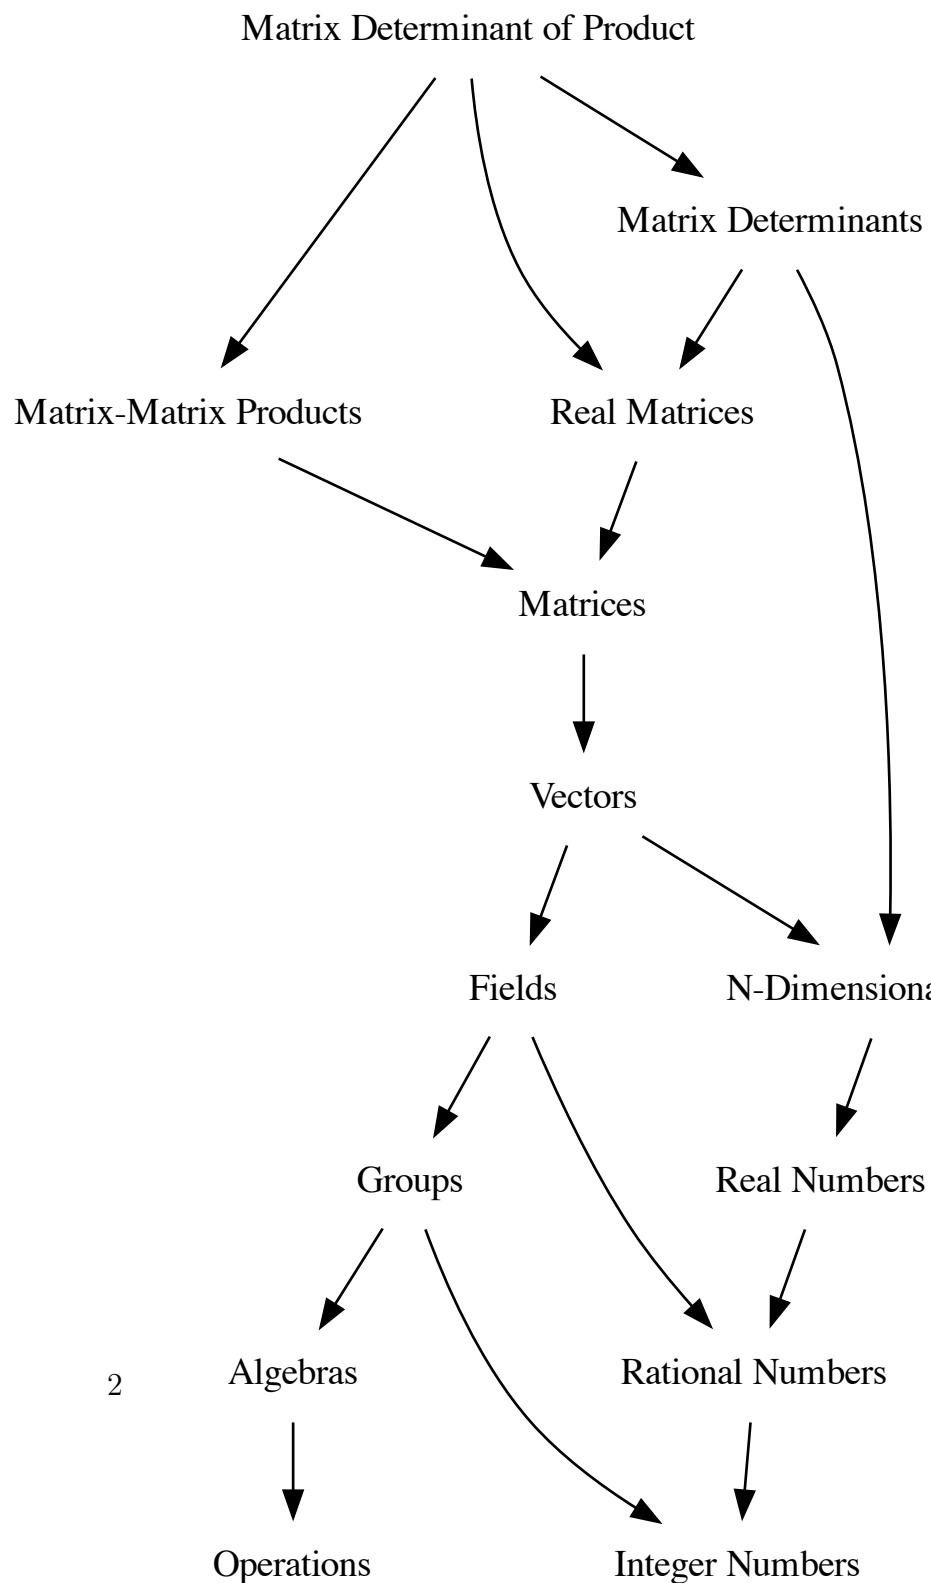 Matrix Determinant of Product
Matrix Determinants
Matrix-Matrix Products
Real Matrices
Matrices
Vectors
Fields
N-Dimensiona
Groups
Real Numbers
2
Algebras
Rational Numbers
Operations
Integer Numbers